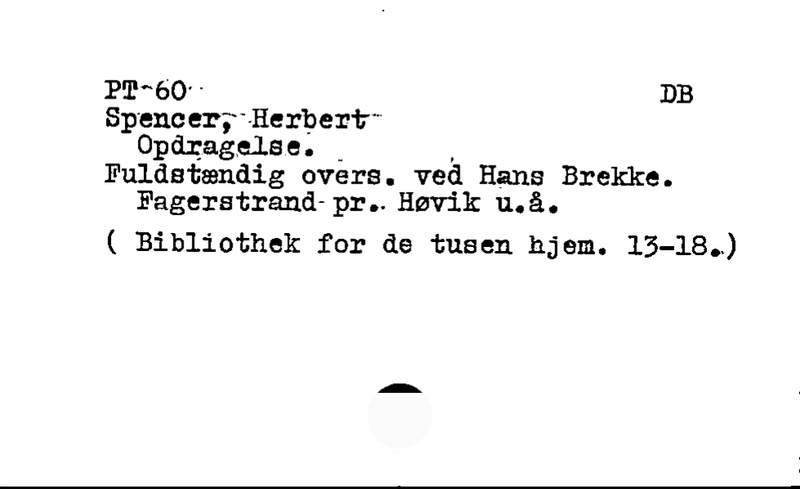 PT-60 DB
Spencer, Herbert
Opdragelse.
Fuldstændig overs. ved Hans Brekke.
Fagerstrand pr. Høvik u.å.
( Bibliothek for de tusen hjem. 13-18.)